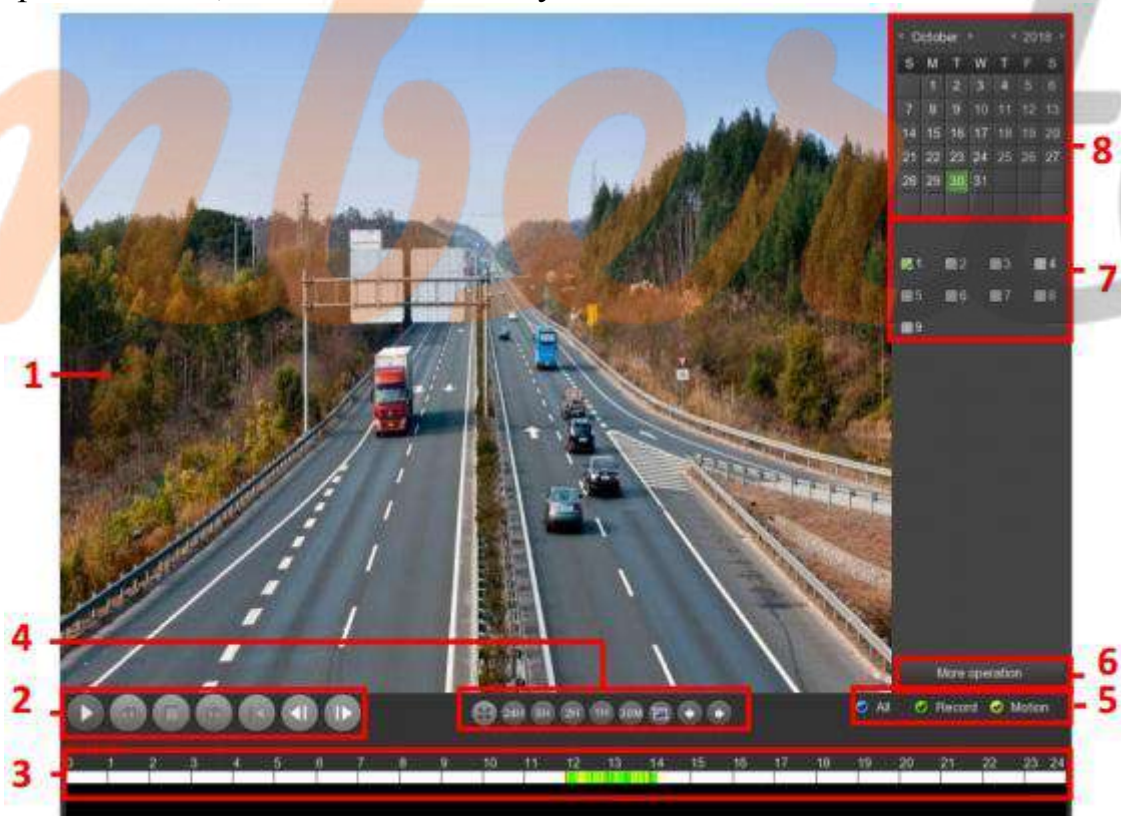 October 2018
S M T W T F S
1 2 3 4 5 6
7 8 9 10 11 12 13
14 15 16 17 18 19 20
21 22 23 24 25 26 27
28 29 30 31
8
1 2 3 4
5 6 7 8
9
7
1
More operation
6
4
2
24H 2H 1H 30M
All Record Motion
5
3
0 1 2 3 4 5 6 7 8 9 10 11 12 13 14 15 16 17 18 19 20 21 22 23 24